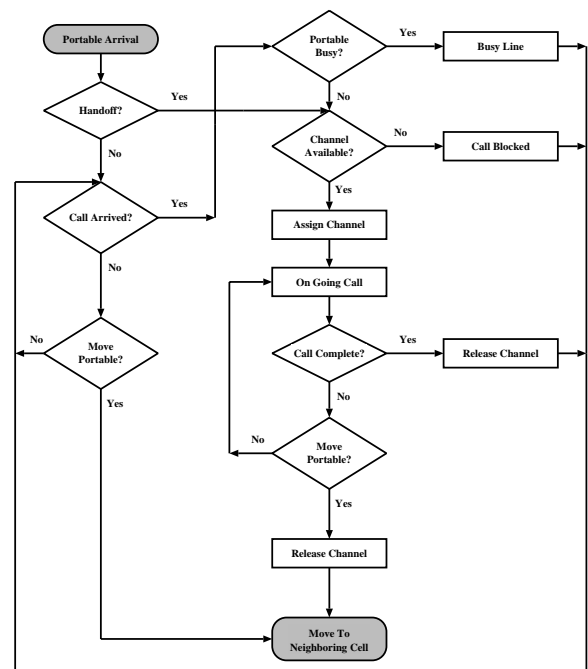 Portable Arrival
Portable
Busy?
Yes
Busy Line
No
Handoff?
Yes
No
Channel
Available?
No
Call Blocked
Yes
Call Arrived?
Yes
No
Assign Channel
On Going Call
Move
Portable?
No
Yes
Call Complete?
Yes
Release Channel
No
Move
Portable?
No
Yes
Release Channel
Move To
Neighboring Cell